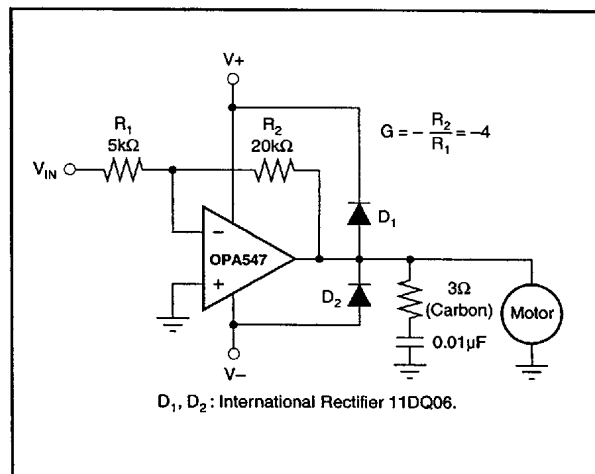 V+
R1
5kΩ
R2
20kΩ
G = – R2/R1 = –4
VIN
–
OPA547
+
D1
D2
3Ω
(Carbon)
0.01µF
Motor
V–
D1, D2 : International Rectifier 11DQ06.